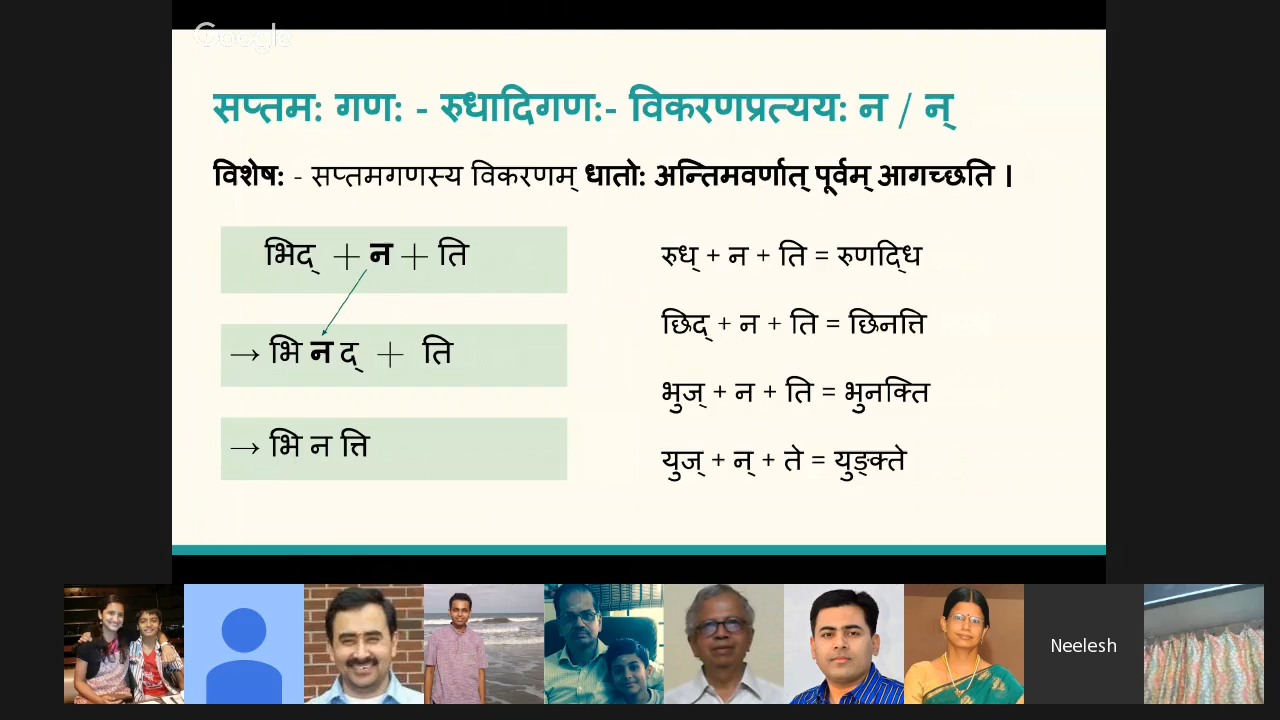 Google
सप्तम: गण: - रुधादिगण:- विकरणप्रत्यय: न / न्
विशेष: - सप्तमगणस्य विकरणम् धातो: अन्तिमवर्णात् पूर्वम् आगच्छति ।
भिद् + न + ति
→ भि न द् + ति
→ भि न त्ति
रुध् + न + ति = रुणद्धि
छिद् + न + ति = छिनत्ति
भुज् + न + ति = भुनक्ति
युज् + न् + ते = युङ्क्ते
Neelesh